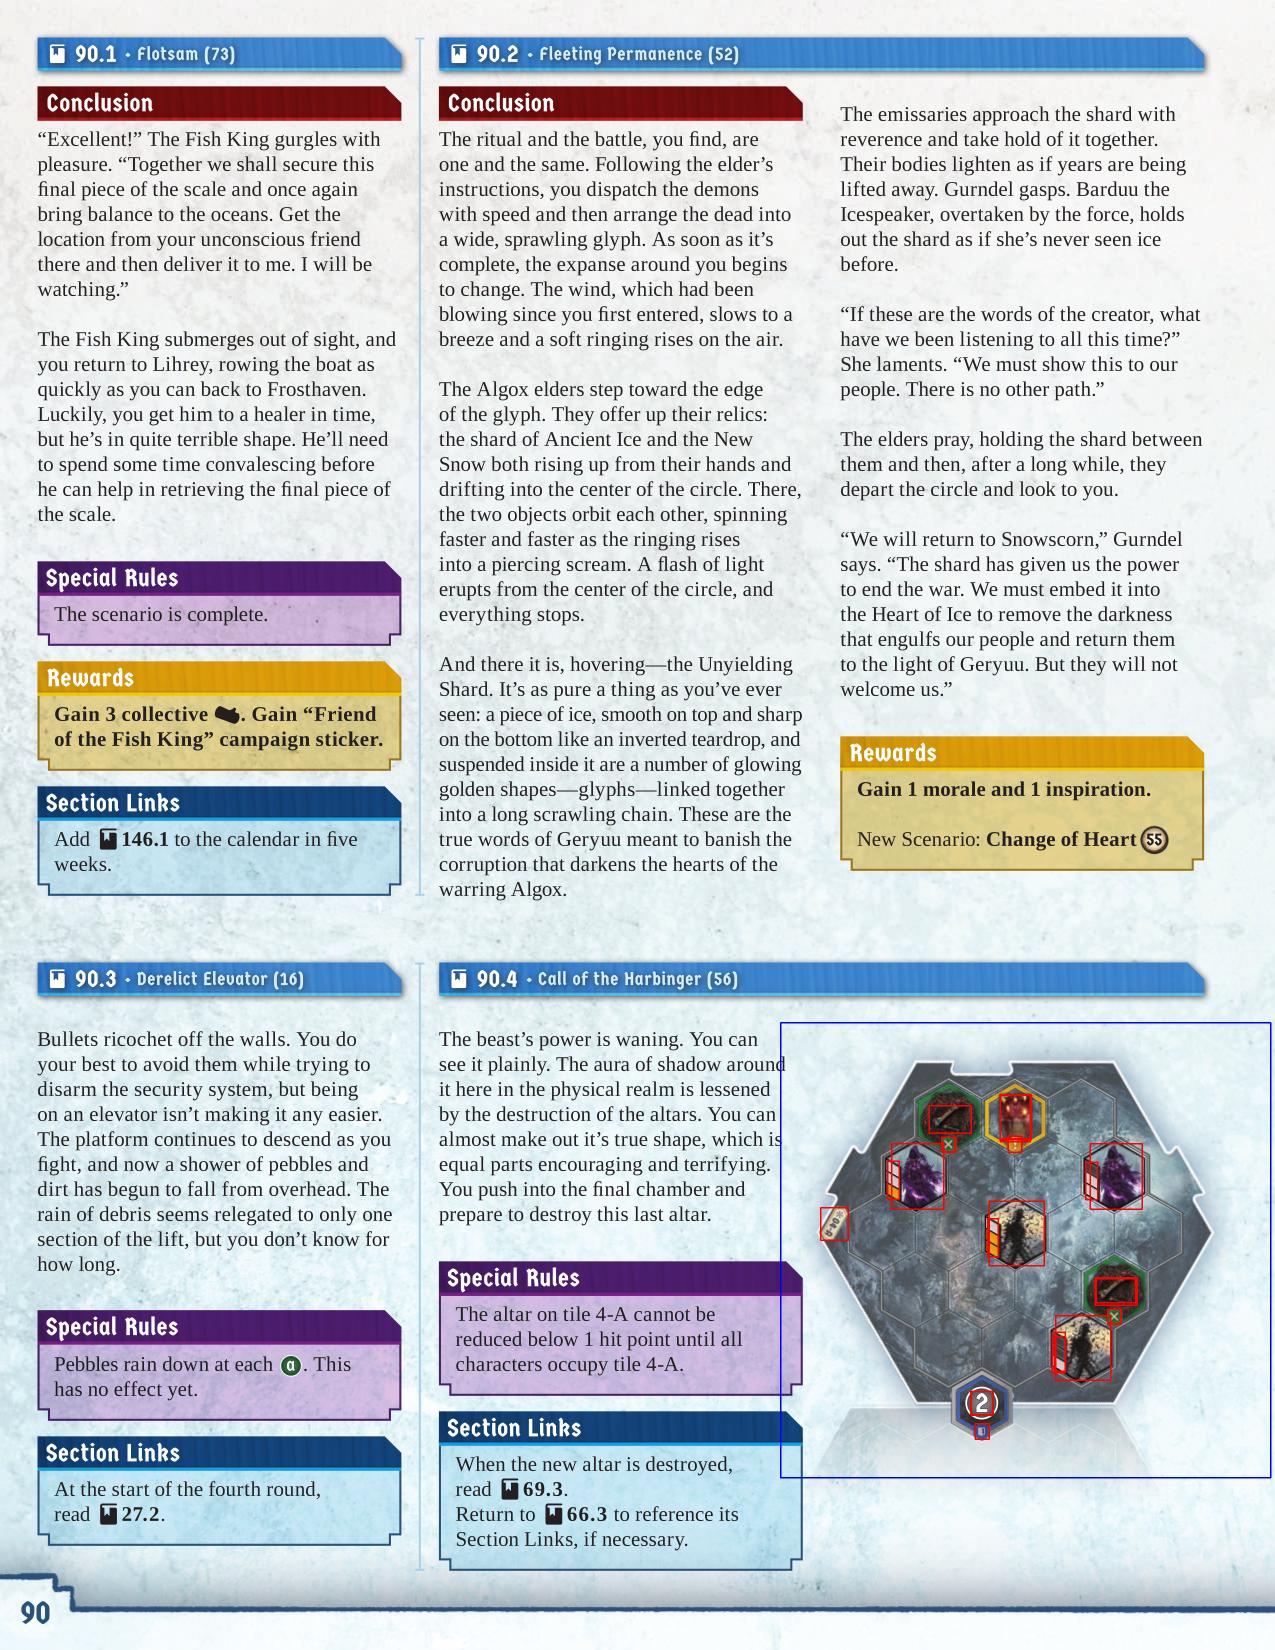 90.1 • Flotsam (73)
Conclusion
“Excellent!” The Fish King gurgles with
pleasure. “Together we shall secure this
final piece of the scale and once again
bring balance to the oceans. Get the
location from your unconscious friend
there and then deliver it to me. I will be
watching.”
The Fish King submerges out of sight, and
you return to Lihrey, rowing the boat as
quickly as you can back to Frosthaven.
Luckily, you get him to a healer in time,
but he’s in quite terrible shape. He’ll need
to spend some time convalescing before
he can help in retrieving the final piece of
the scale.
Special Rules
The scenario is complete.
Rewards
Gain 3 collective . Gain “Friend
of the Fish King” campaign sticker.
Section Links
Add 146.1 to the calendar in five
weeks.
90.2 • Fleeting Permanence (52)
Conclusion
The ritual and the battle, you find, are
one and the same. Following the elder’s
instructions, you dispatch the demons
with speed and then arrange the dead into
a wide, sprawling glyph. As soon as it’s
complete, the expanse around you begins
to change. The wind, which had been
blowing since you first entered, slows to a
breeze and a soft ringing rises on the air.
The Algox elders step toward the edge
of the glyph. They offer up their relics:
the shard of Ancient Ice and the New
Snow both rising up from their hands and
drifting into the center of the circle. There,
the two objects orbit each other, spinning
faster and faster as the ringing rises
into a piercing scream. A flash of light
erupts from the center of the circle, and
everything stops.
And there it is, hovering—the Unyielding
Shard. It’s as pure a thing as you’ve ever
seen: a piece of ice, smooth on top and sharp
on the bottom like an inverted teardrop, and
suspended inside it are a number of glowing
golden shapes—glyphs—linked together
into a long scrawling chain. These are the
true words of Geryuu meant to banish the
corruption that darkens the hearts of the
warring Algox.
The emissaries approach the shard with
reverence and take hold of it together.
Their bodies lighten as if years are being
lifted away. Gurndel gasps. Barduu the
Icespeaker, overtaken by the force, holds
out the shard as if she’s never seen ice
before.
“If these are the words of the creator, what
have we been listening to all this time?”
She laments. “We must show this to our
people. There is no other path.”
The elders pray, holding the shard between
them and then, after a long while, they
depart the circle and look to you.
“We will return to Snowscorn,” Gurndel
says. “The shard has given us the power
to end the war. We must embed it into
the Heart of Ice to remove the darkness
that engulfs our people and return them
to the light of Geryuu. But they will not
welcome us.”
Rewards
Gain 1 morale and 1 inspiration.
New Scenario: Change of Heart 55
90.3 • Derelict Elevator (16)
Bullets ricochet off the walls. You do
your best to avoid them while trying to
disarm the security system, but being
on an elevator isn’t making it any easier.
The platform continues to descend as you
fight, and now a shower of pebbles and
dirt has begun to fall from overhead. The
rain of debris seems relegated to only one
section of the lift, but you don’t know for
how long.
Special Rules
Pebbles rain down at each a. This
has no effect yet.
Section Links
At the start of the fourth round,
read 27.2.
90.4 • Call of the Harbinger (56)
The beast’s power is waning. You can
see it plainly. The aura of shadow around
it here in the physical realm is lessened
by the destruction of the altars. You can
almost make out it’s true shape, which is
equal parts encouraging and terrifying.
You push into the final chamber and
prepare to destroy this last altar.
Special Rules
The altar on tile 4-A cannot be
reduced below 1 hit point until all
characters occupy tile 4-A.
Section Links
When the new altar is destroyed,
read 69.3.
Return to 66.3 to reference its
Section Links, if necessary.
2
90